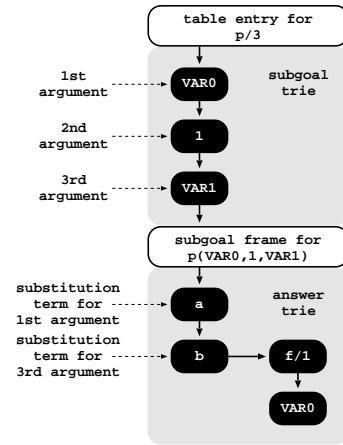 table entry for
p/3
1st
argument
VAR0
subgoal
trie
2nd
argument
1
3rd
argument
VAR1
subgoal frame for
p(VAR0,1,VAR1)
substitution
term for
1st argument
a
answer
trie
substitution
term for
3rd argument
b
f/1
VAR0